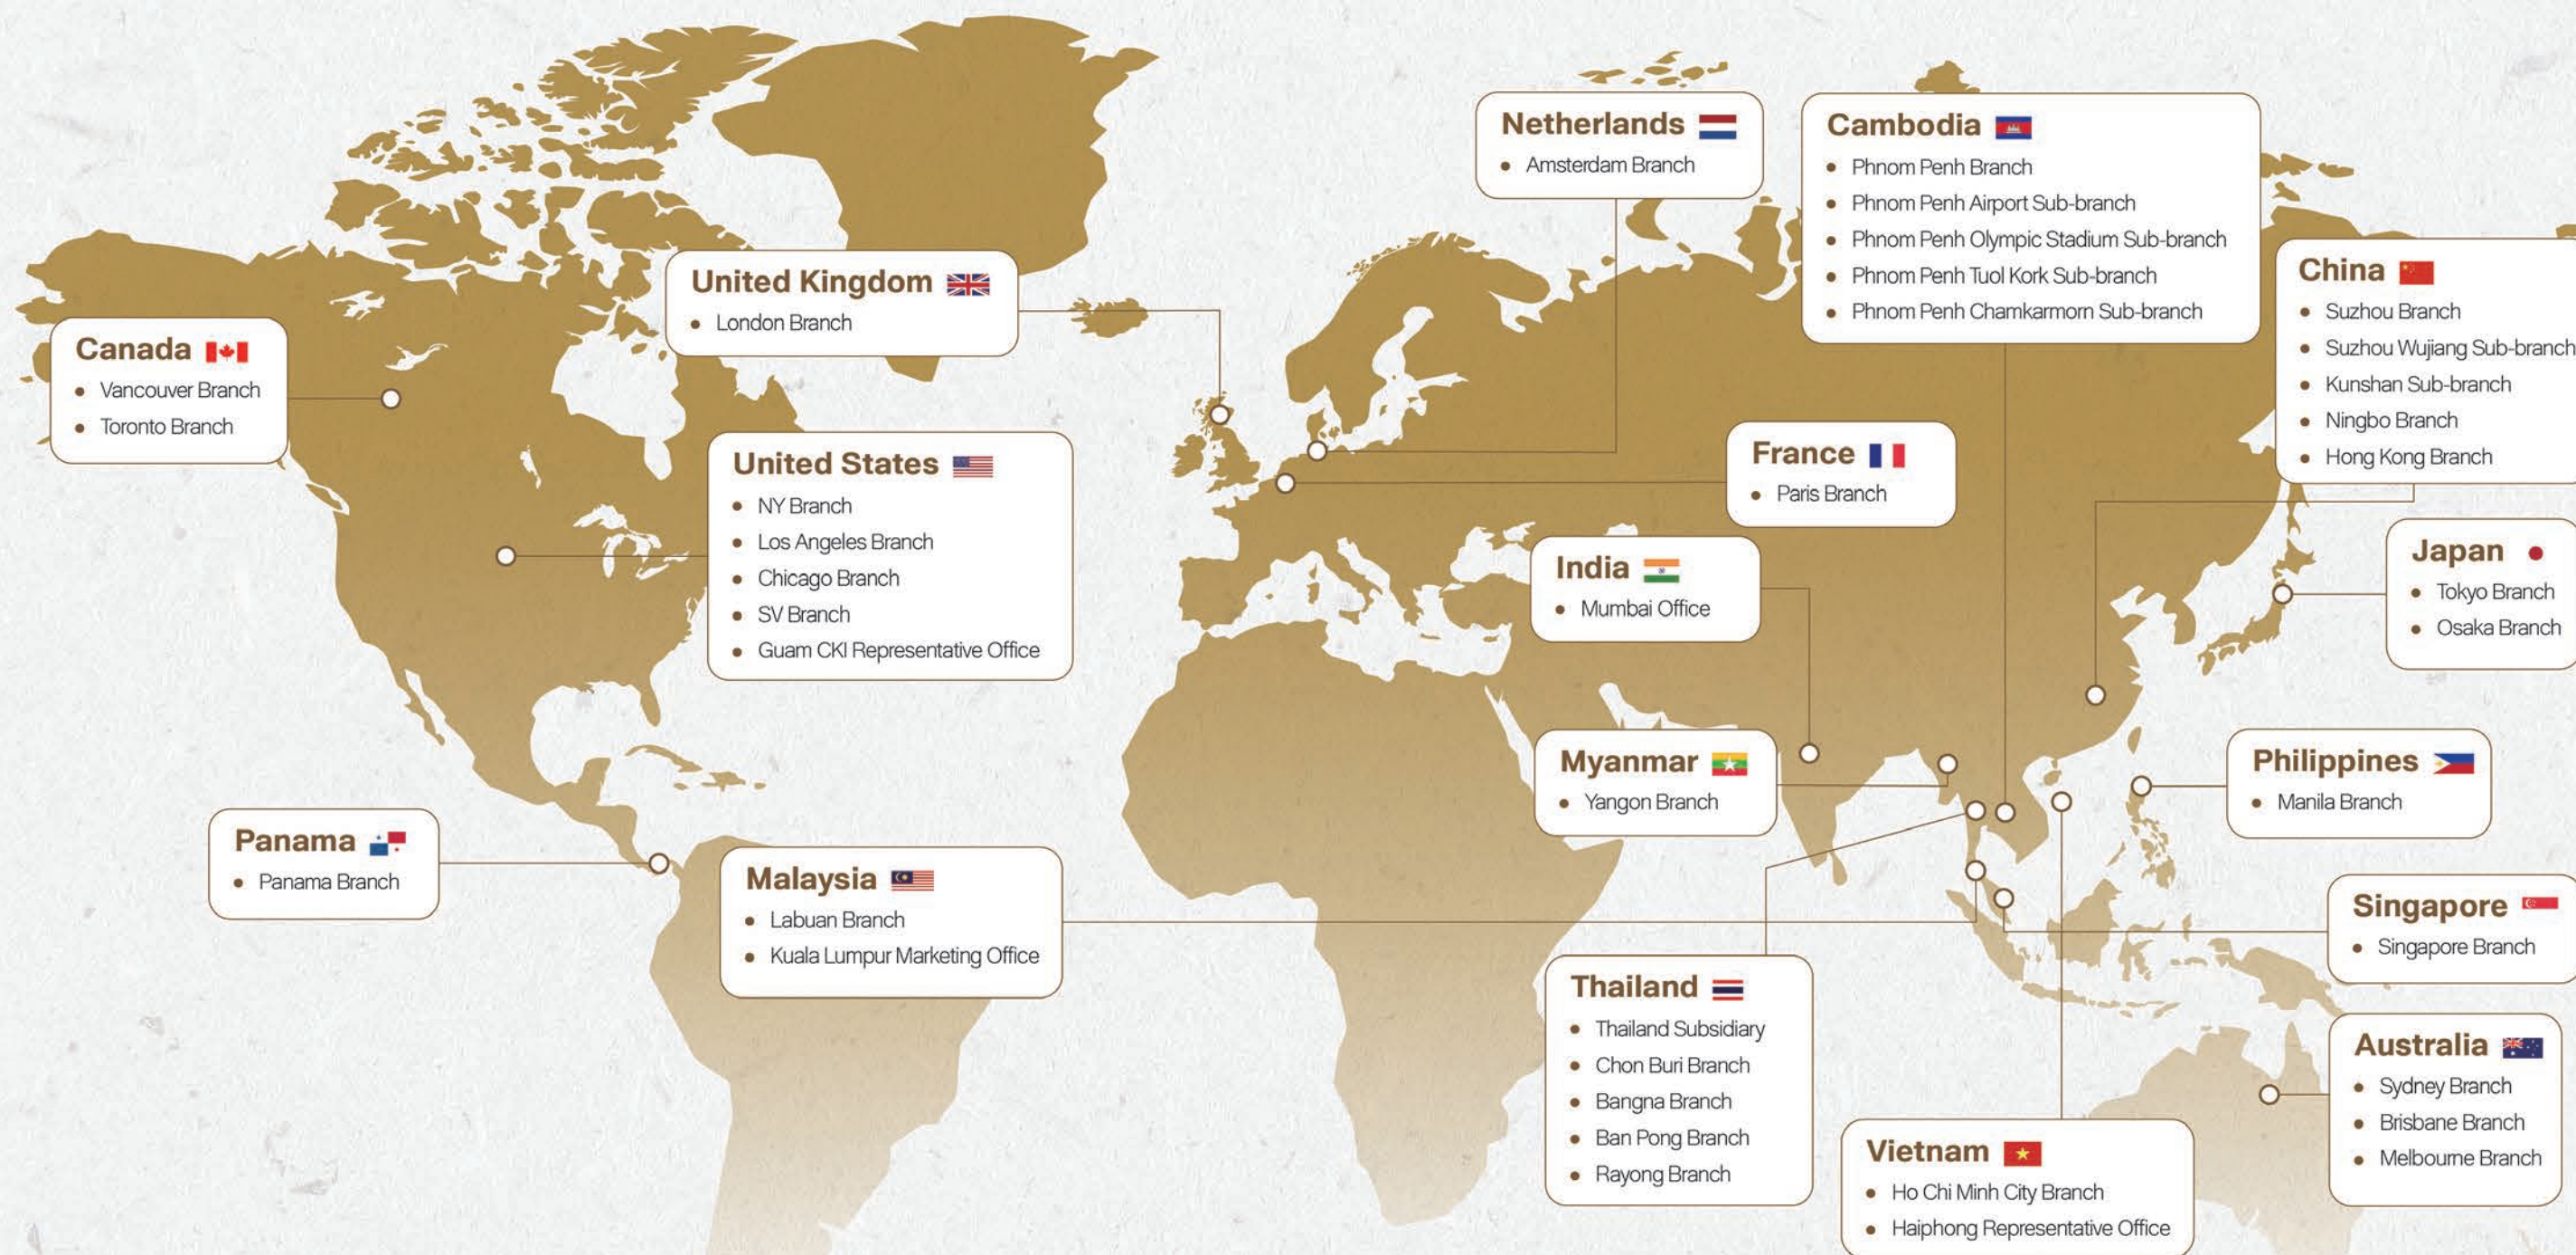 Netherlands
• Amsterdam Branch
Cambodia
• Phnom Penh Branch
• Phnom Penh Airport Sub-branch
• Phnom Penh Olympic Stadium Sub-branch
• Phnom Penh Tuol Kork Sub-branch
• Phnom Penh Chamkarmorn Sub-branch
China
• Suzhou Branch
• Suzhou Wujiang Sub-branch
• Kunshan Sub-branch
• Ningbo Branch
• Hong Kong Branch
United Kingdom
• London Branch
Canada
• Vancouver Branch
• Toronto Branch
United States
• NY Branch
• Los Angeles Branch
• Chicago Branch
• SV Branch
• Guam CKI Representative Office
France
• Paris Branch
India
• Mumbai Office
Japan
• Tokyo Branch
• Osaka Branch
Myanmar
• Yangon Branch
Philippines
• Manila Branch
Panama
• Panama Branch
Malaysia
• Labuan Branch
• Kuala Lumpur Marketing Office
Singapore
• Singapore Branch
Thailand
• Thailand Subsidiary
• Chon Buri Branch
• Bangna Branch
• Ban Pong Branch
• Rayong Branch
Australia
• Sydney Branch
• Brisbane Branch
• Melbourne Branch
Vietnam
• Ho Chi Minh City Branch
• Haiphong Representative Office